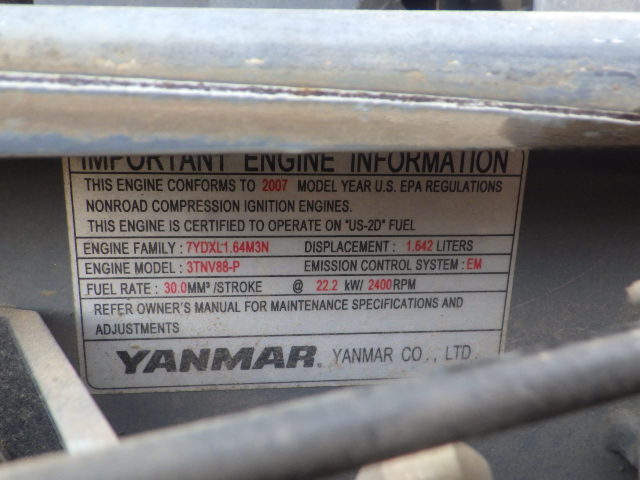 IMPORTANT ENGINE INFORMATION
THIS ENGINE CONFORMS TO 2007 MODEL YEAR U.S. EPA REGULATIONS
NONROAD COMPRESSION IGNITION ENGINES.
THIS ENGINE IS CERTIFIED TO OPERATE ON "US-2D" FUEL
ENGINE FAMILY : 7YDXL1.64M3N DISPLACEMENT : 1.642 LITERS
ENGINE MODEL : 3TNV88-P EMISSION CONTROL SYSTEM : EM
FUEL RATE : 30.0MM³/STROKE @ 22.2 kW/ 2400RPM
REFER OWNER'S MANUAL FOR MAINTENANCE SPECIFICATIONS AND
ADJUSTMENTS
YANMAR. YANMAR CO., LTD.